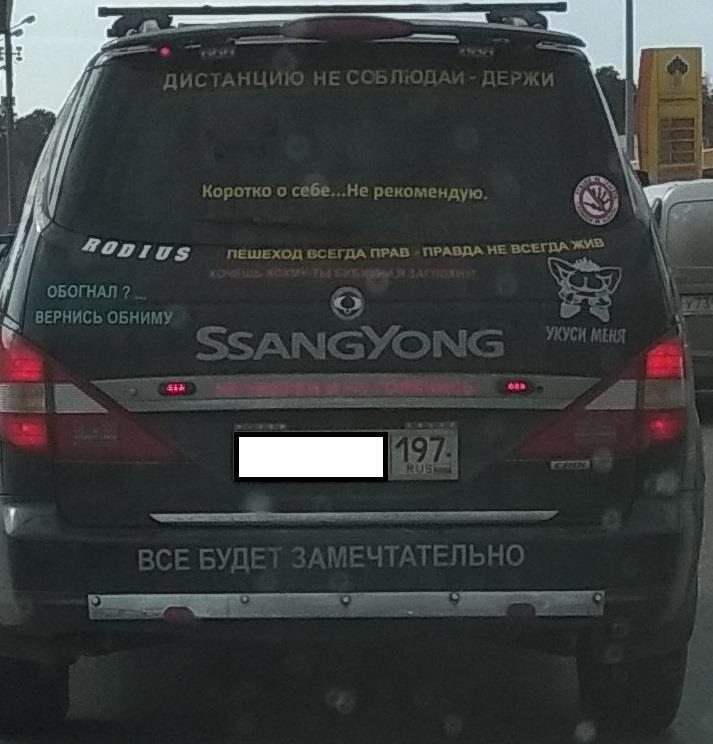 ДИСТАНЦИЮ НЕ СОБЛЮДАЙ - ДЕРЖИ
Коротко о себе...Не рекомендую.
RODIUS
ПЕШЕХОД ВСЕГДА ПРАВ - ПРАВДА НЕ ВСЕГДА ЖИВ
ОБОГНАЛ ?...
ВЕРНИСЬ ОБНИМУ
SSANGYONG
УКУСИ МЕНЯ
197
RUS
ВСЕ БУДЕТ ЗАМЕЧТАТЕЛЬНО